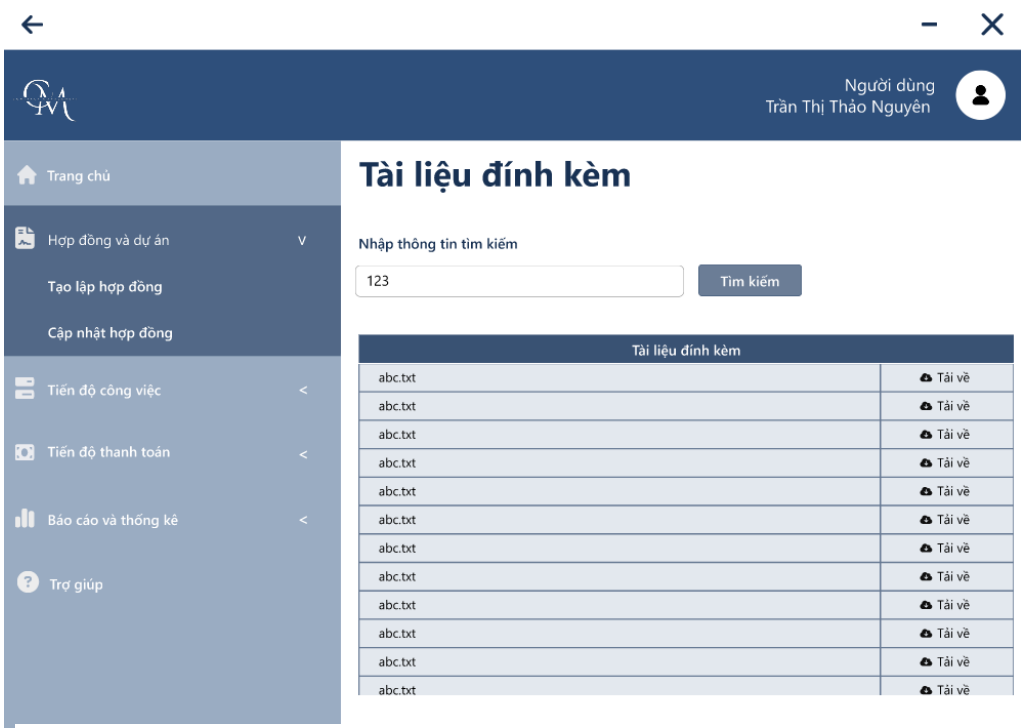 Người dùng
Trần Thị Thảo Nguyên
Trang chủ
Hợp đồng và dự án v
Tạo lập hợp đồng
Cập nhật hợp đồng
Tiến độ công việc <
Tiến độ thanh toán <
Báo cáo và thống kê <
? Trợ giúp
Tài liệu đính kèm
Nhập thông tin tìm kiếm
123 Tìm kiếm
Tài liệu đính kèm
abc.txt Tải về
abc.txt Tải về
abc.txt Tải về
abc.txt Tải về
abc.txt Tải về
abc.txt Tải về
abc.txt Tải về
abc.txt Tải về
abc.txt Tải về
abc.txt Tải về
abc.txt Tải về
abc.txt Tải về